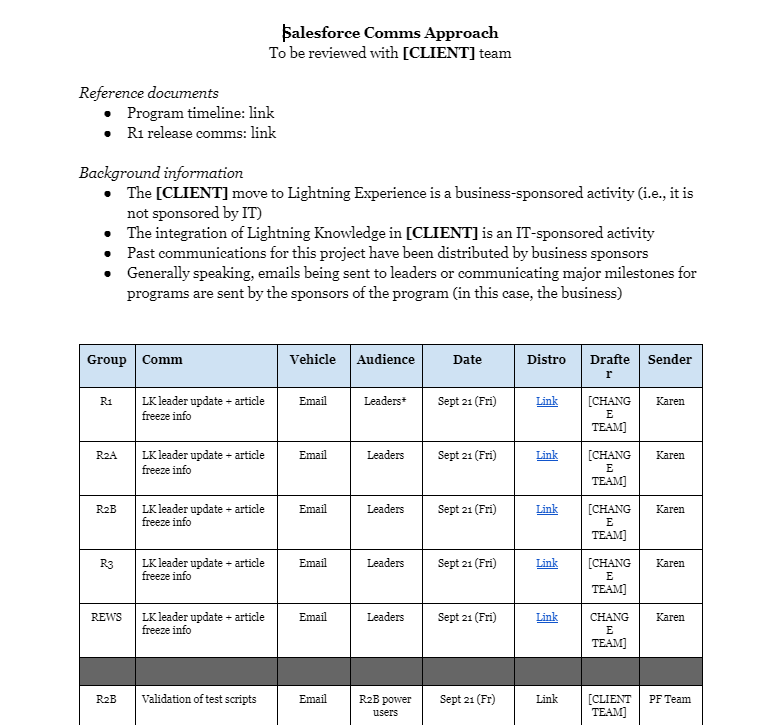 Salesforce Comms Approach
To be reviewed with [CLIENT] team
Reference documents
● Program timeline: link
● R1 release comms: link
Background information
● The [CLIENT] move to Lightning Experience is a business-sponsored activity (i.e., it is
not sponsored by IT)
● The integration of Lightning Knowledge in [CLIENT] is an IT-sponsored activity
● Past communications for this project have been distributed by business sponsors
● Generally speaking, emails being sent to leaders or communicating major milestones for
programs are sent by the sponsors of the program (in this case, the business)
Group Comm Vehicle Audience Date Distro Drafte Sender
r
R1 LK leader update + article Email Leaders* Sept 21 (Fri) Link [CHANG Karen
freeze info E
TEAM]
R2A LK leader update + article Email Leaders Sept 21 (Fri) Link [CHANG Karen
freeze info E
TEAM]
R2B LK leader update + article Email Leaders Sept 21 (Fri) Link [CHANG Karen
freeze info E
TEAM]
R3 LK leader update + article Email Leaders Sept 21 (Fri) Link [CHANG Karen
freeze info E
TEAM]
REWS LK leader update + article Email Leaders Sept 21 (Fri) Link CHANG Karen
freeze info E
TEAM]
R2B Validation of test scripts Email R2B power Sept 21 (Fr) Link [CLIENT PF Team
users TEAM]